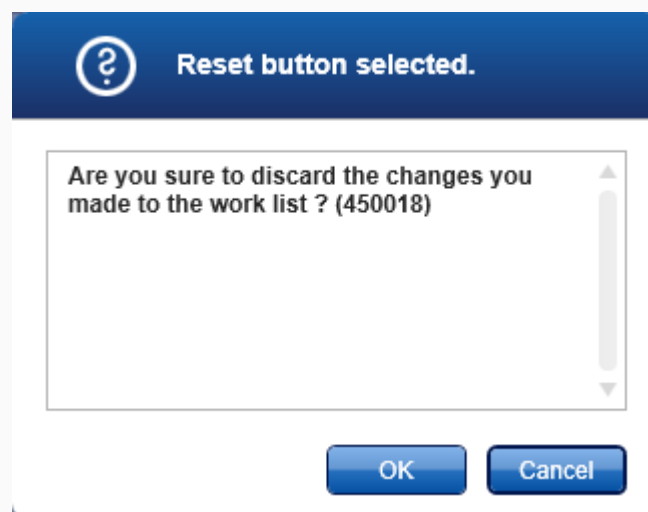 Reset button selected.
Are you sure to discard the changes you
made to the work list ? (450018)
OK
Cancel